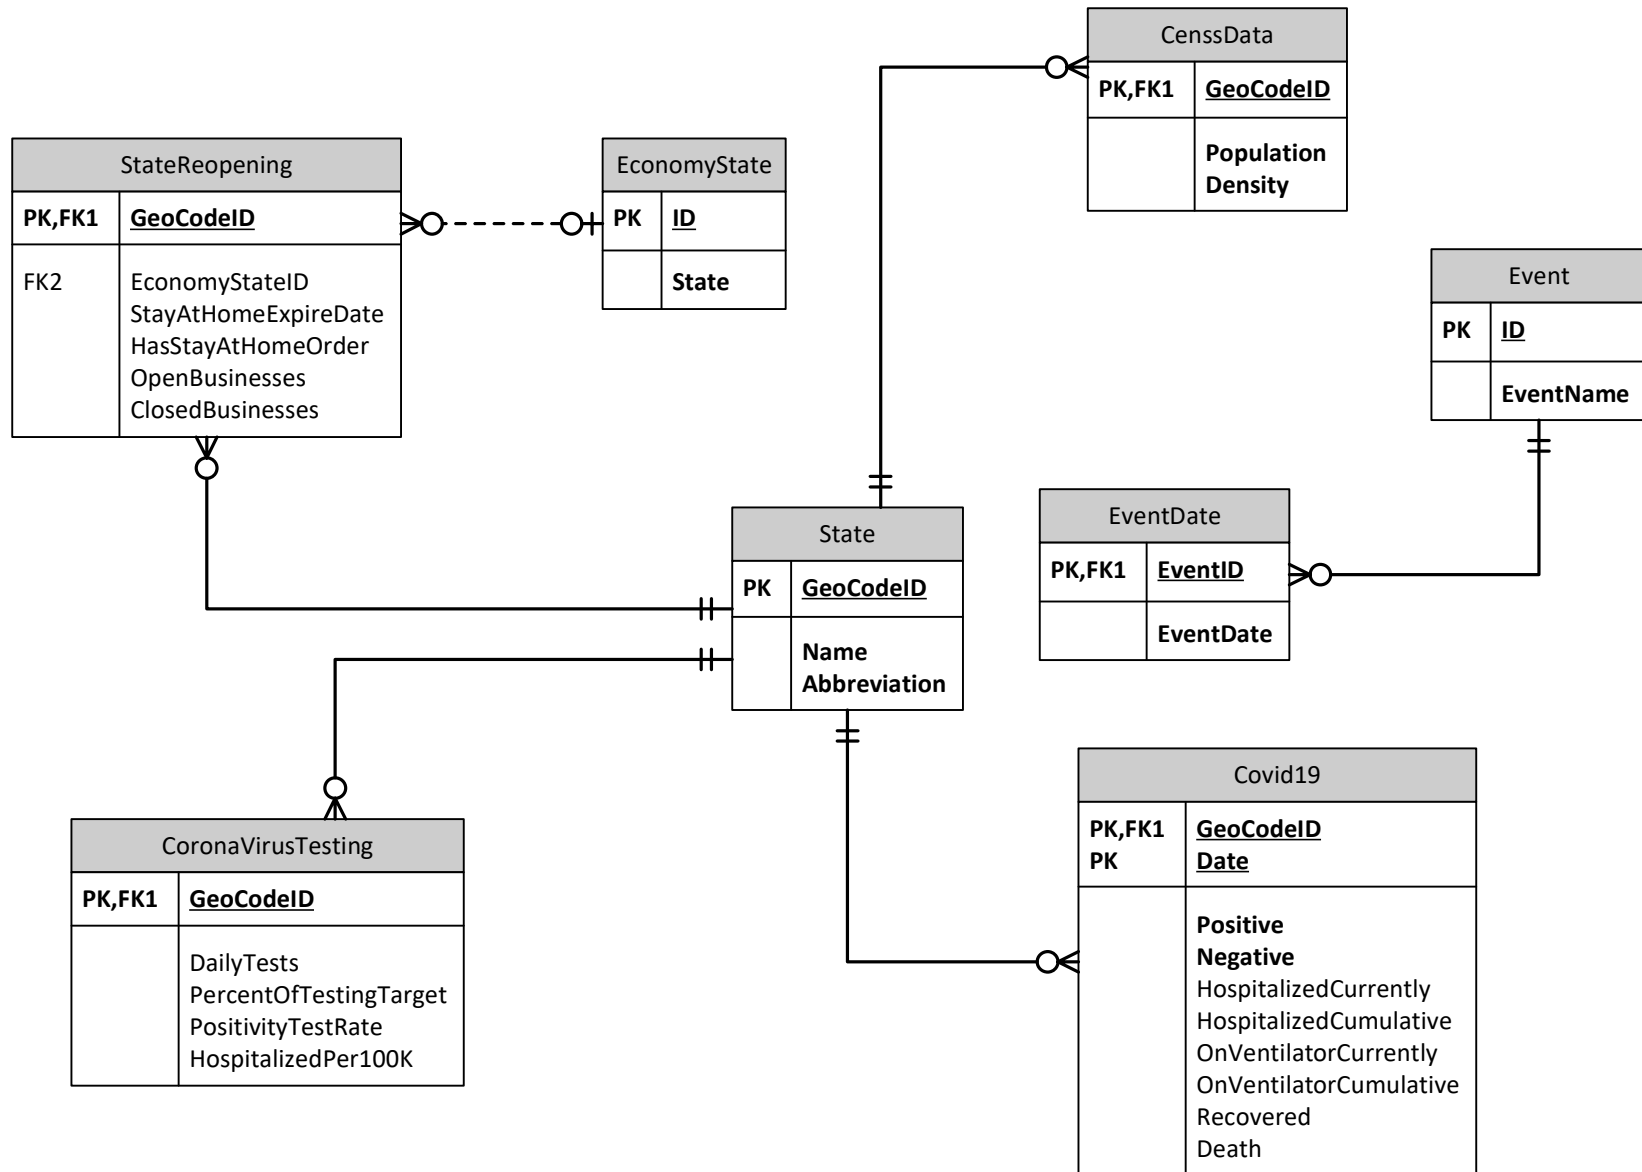 CenssData
PK,FK1 GeoCodeID
Population
Density
StateReopening
PK,FK1 GeoCodeID
FK2 EconomyStateID
StayAtHomeExpireDate
HasStayAtHomeOrder
OpenBusinesses
ClosedBusinesses
EconomyState
PK ID
State
Event
PK ID
EventName
State
PK GeoCodeID
Name
Abbreviation
EventDate
PK,FK1 EventID
EventDate
CoronaVirusTesting
PK,FK1 GeoCodeID
DailyTests
PercentOfTestingTarget
PositivityTestRate
HospitalizedPer100K
Covid19
PK,FK1 GeoCodeID
PK Date
Positive
Negative
HospitalizedCurrently
HospitalizedCumulative
OnVentilatorCurrently
OnVentilatorCumulative
Recovered
Death